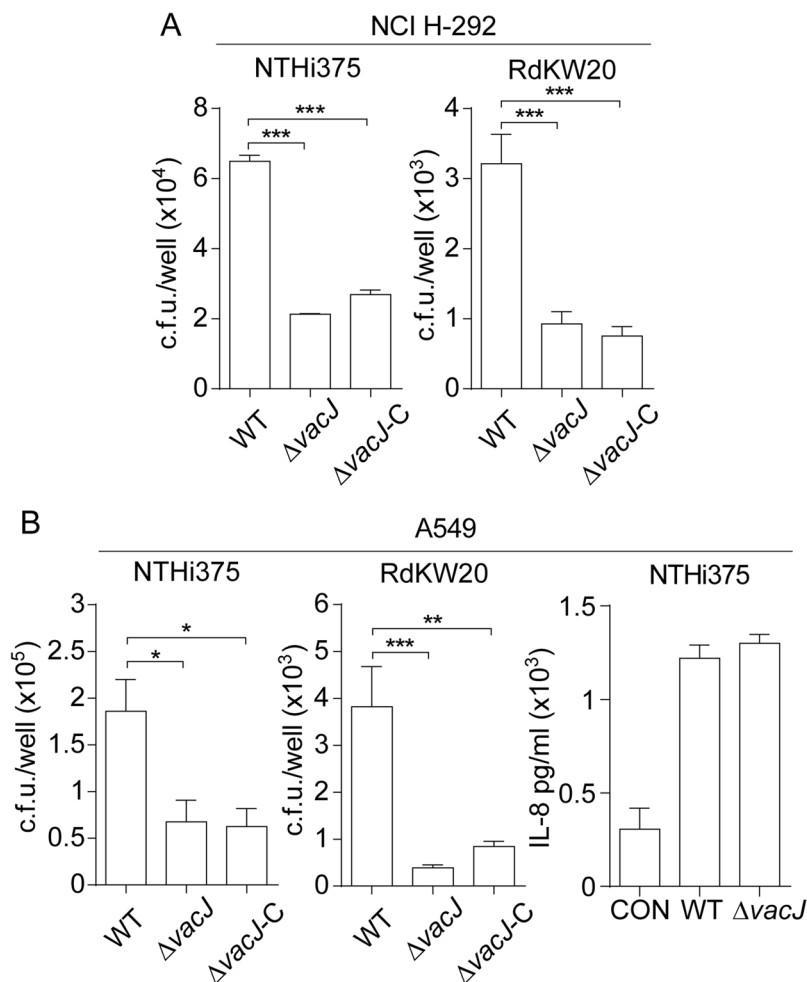 A
NCI H-292
NTHi375
RdKW20
c.f.u./well (x10⁴)
8
6
4
2
0
***
***
WT
ΔvacJ
ΔvacJ-C
c.f.u./well (x10³)
4
3
2
1
0
***
***
WT
ΔvacJ
ΔvacJ-C
B
A549
NTHi375
RdKW20
NTHi375
c.f.u./well (x10⁵)
3
2.5
2
1.5
1
0.5
0
*
*
WT
ΔvacJ
ΔvacJ-C
c.f.u./well (x10³)
6
5
4
3
2
1
0
**
***
WT
ΔvacJ
ΔvacJ-C
IL-8 pg/ml (x10³)
1.5
1
0.5
0
CON WT ΔvacJ